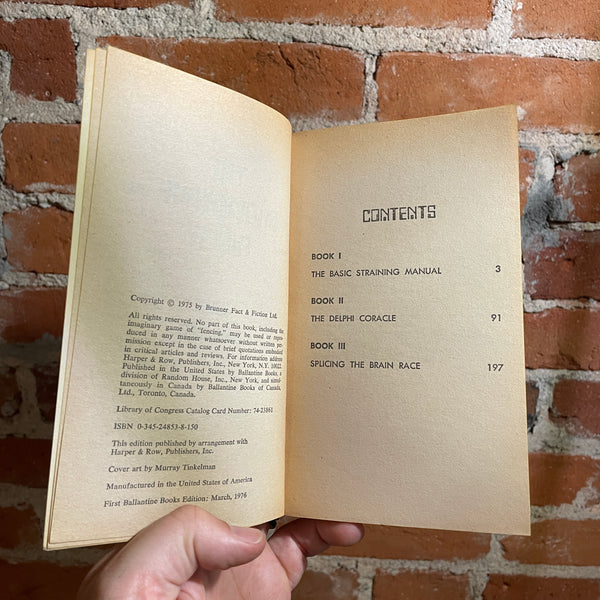 Copyright © 1975 by Brunner Fact & Fiction Ltd.
All rights reserved. No part of this book, including the
imaginary game of "fencing," may be used or repro-
duced in any manner whatsoever without written per-
mission except in the case of brief quotations embodied
in critical articles and reviews. For information address
Harper & Row, Publishers, Inc., New York, N.Y. 10022.
Published in the United States by Ballantine Books, a
division of Random House, Inc., New York, and simul-
taneously in Canada by Ballantine Books of Canada,
Ltd., Toronto, Canada.
Library of Congress Catalog Card Number: 74-23861
ISBN 0-345-24853-8-150
This edition published by arrangement with
Harper & Row, Publishers, Inc.
Cover art by Murray Tinkelman
Manufactured in the United States of America
First Ballantine Books Edition: March, 1976
CONTENTS
BOOK I
THE BASIC STRAINING MANUAL 3
BOOK II
THE DELPHI CORACLE 91
BOOK III
SPLICING THE BRAIN RACE 197